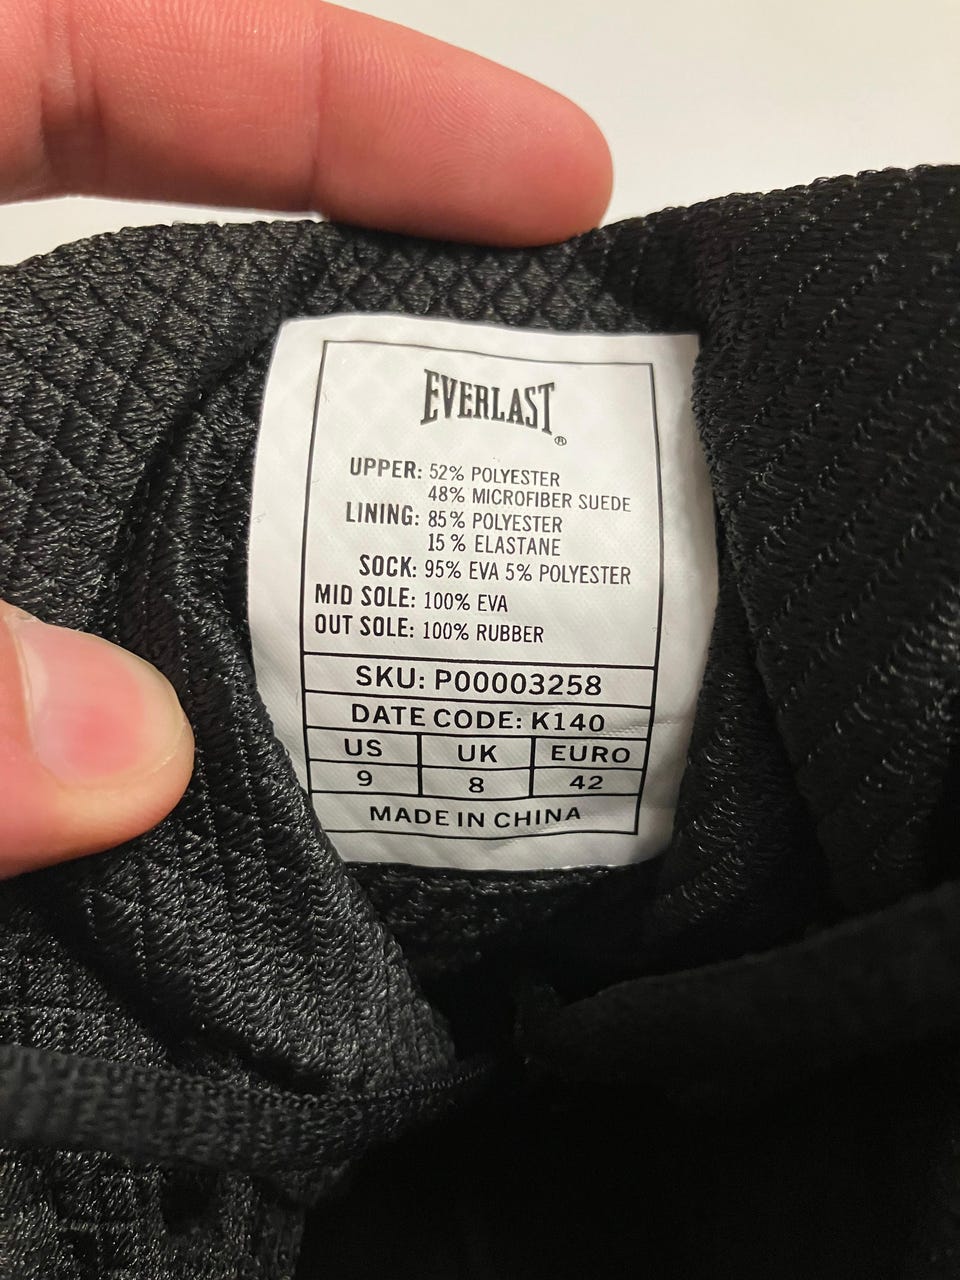 EVERLAST®
UPPER: 52% POLYESTER
48% MICROFIBER SUEDE
LINING: 85% POLYESTER
15% ELASTANE
SOCK: 95% EVA 5% POLYESTER
MID SOLE: 100% EVA
OUT SOLE: 100% RUBBER
SKU: P00003258
DATE CODE: K140
US UK EURO
9 8 42
MADE IN CHINA